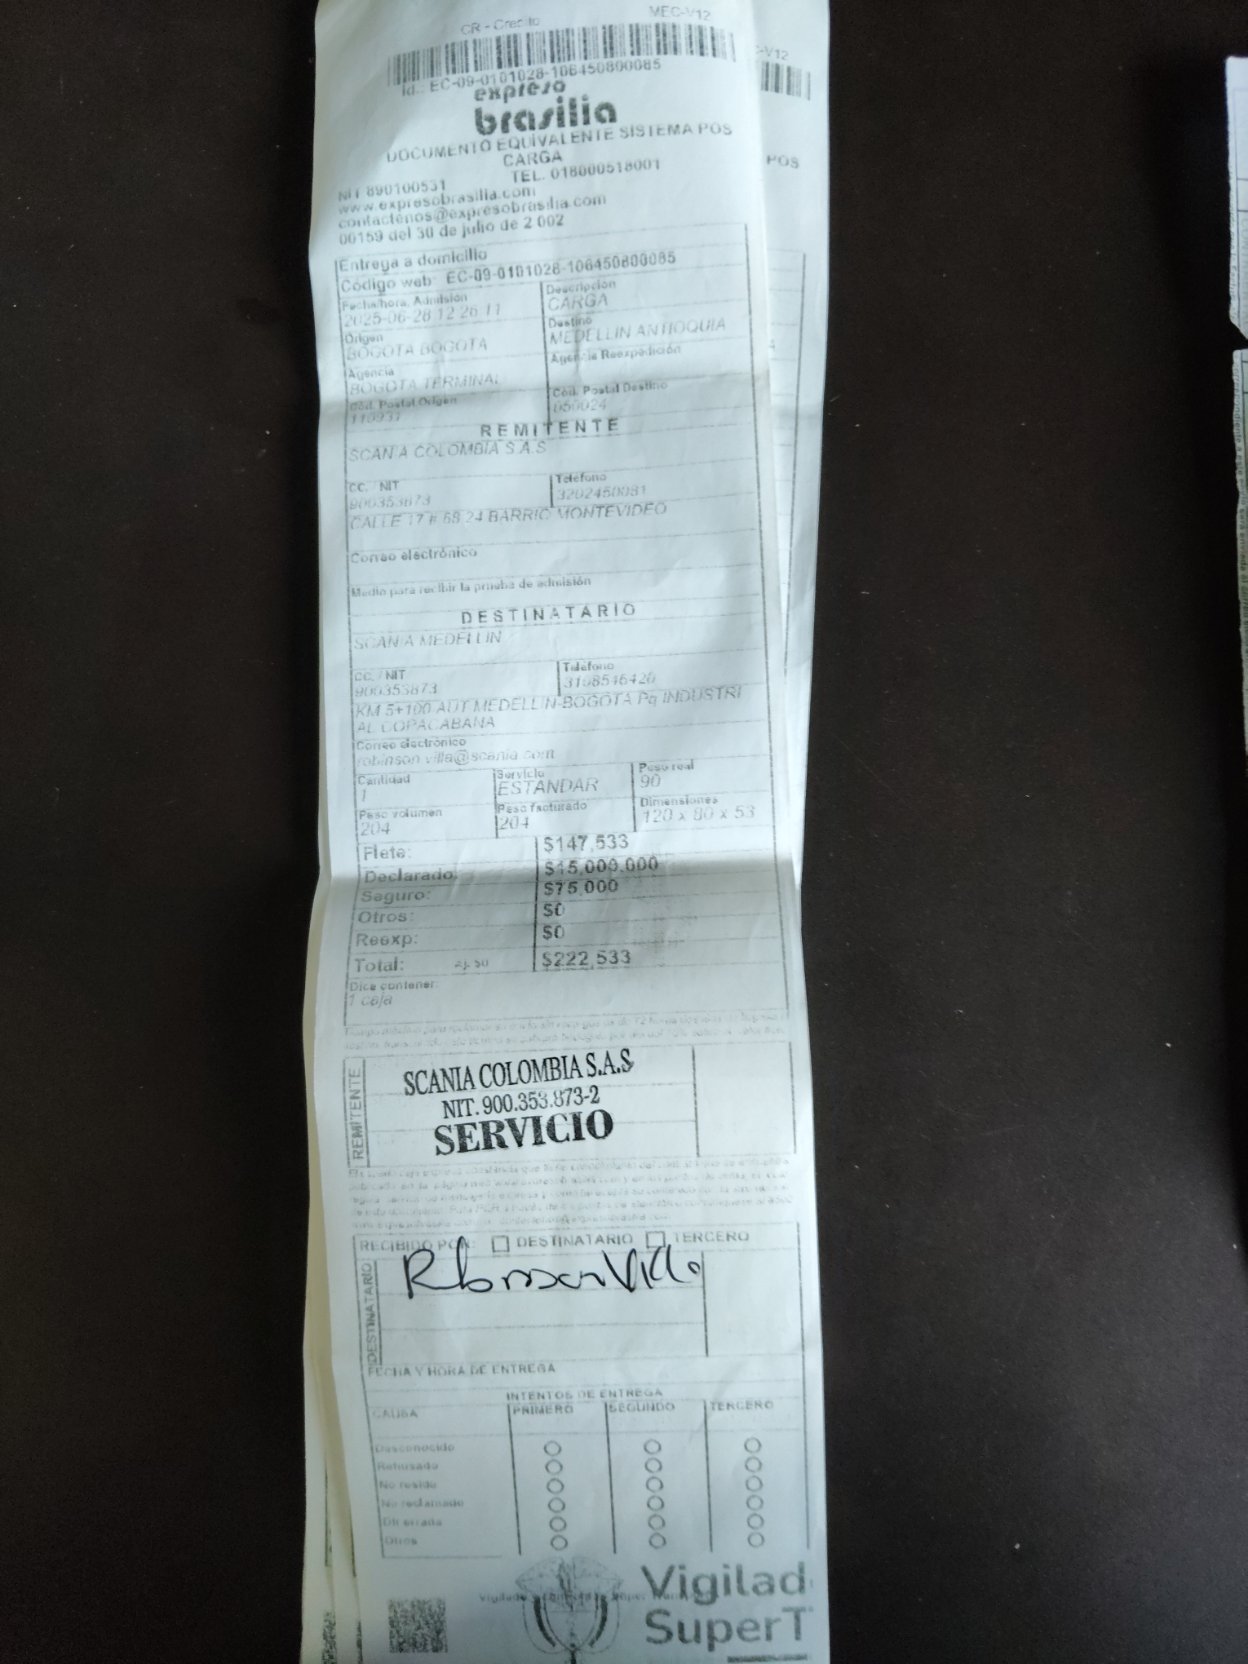 CR - Credito MEC-V12
Id.: EC-09-0101028-106450800085
expreso
brasilia
DOCUMENTO EQUIVALENTE SISTEMA POS
CARGA
TEL. 018000518001
NIT 890100531
www.expresobrasilia.com
contactenos@expresobrasilia.com
00159 del 30 de julio de 2 002
Entrega a domicilio
Código web: EC-09-0101028-106450800085
Fecha/hora. Admisión Descripción
2025-06-28 12 26 11 CARGA
Origen Destino
BOGOTA BOGOTA MEDELLIN ANTIOQUIA
Agencia Agencia Reexpedición
BOGOTA TERMINAL
Cód. Postal Origen Cód. Postal Destino
110931 050024
REMITENTE
SCANIA COLOMBIA S.A.S
CC. / NIT Teléfono
900353873 3202450081
CALLE 17 # 68 24 BARRIO MONTEVIDEO
Correo electrónico
Medio para recibir la prueba de admisión
DESTINATARIO
SCANIA MEDELLIN
CC. / NIT Teléfono
900353873 3108546420
KM 5+100 AUT MEDELLIN-BOGOTA Pq INDUSTRI
AL COPACABANA
Correo electrónico
robinson villa@scania com
Cantidad Servicio Peso real
1 ESTANDAR 90
Peso volumen Peso facturado Dimensiones
204 204 120 x 80 x 53
Flete: $147,533
Declarado: $15,000,000
Seguro: $75,000
Otros: $0
Reexp: $0
Total: $222,533
Dice contener:
1 caja
REMITENTE
SCANIA COLOMBIA S.A.S
NIT. 900.353.873-2
SERVICIO
RECIBIDO POR: DESTINATARIO TERCERO
DESTINATARIO
Robinson Villa
FECHA Y HORA DE ENTREGA
INTENTOS DE ENTREGA
CAUSA PRIMERO SEGUNDO TERCERO
Desconocido
Rehusado
No reside
No reclamado
Dir errada
Otros
Vigilad
SuperT